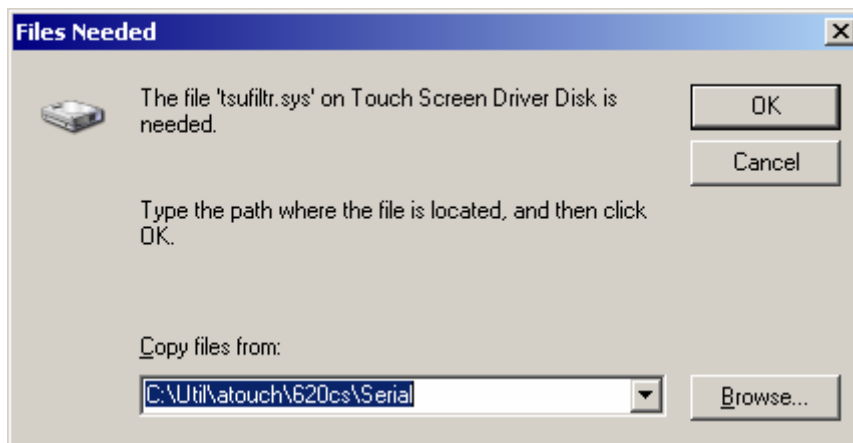 Files Needed
The file 'tsufiltr.sys' on Touch Screen Driver Disk is
needed.
OK
Cancel
Type the path where the file is located, and then click
OK.
Copy files from:
C:\Util\atouch\620cs\Serial
Browse...